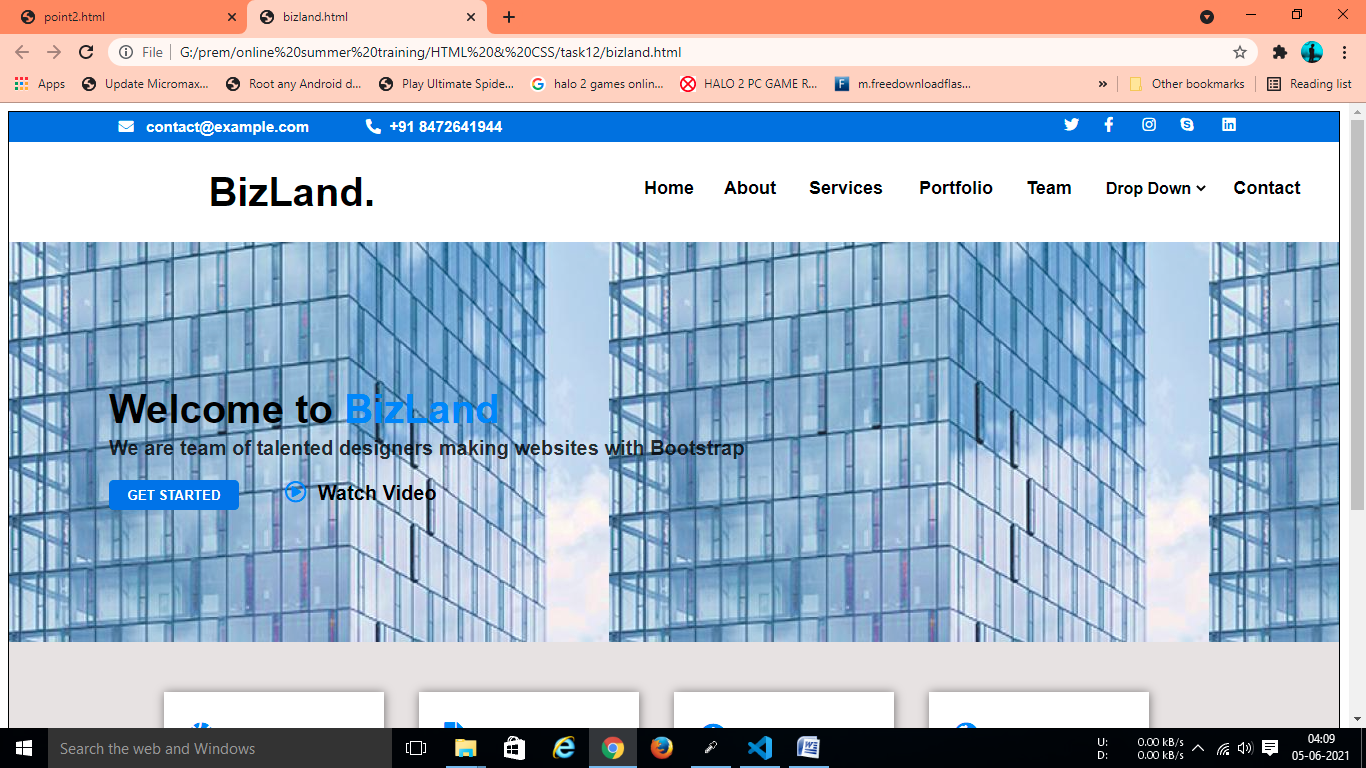 point2.html
bizland.html
File G:/prem/online%20summer%20training/HTML%20&%20CSS/task12/bizland.html
Apps Update Micromax... Root any Android d... Play Ultimate Spide... halo 2 games onlin... HALO 2 PC GAME R... m.freedownloadflas... » Other bookmarks Reading list
contact@example.com +91 8472641944
BizLand. Home About Services Portfolio Team Drop Down Contact
Welcome to BizLand
We are team of talented designers making websites with Bootstrap
GET STARTED Watch Video
Search the web and Windows
U: 0.00 kB/s
D: 0.00 kB/s
04:09
05-06-2021